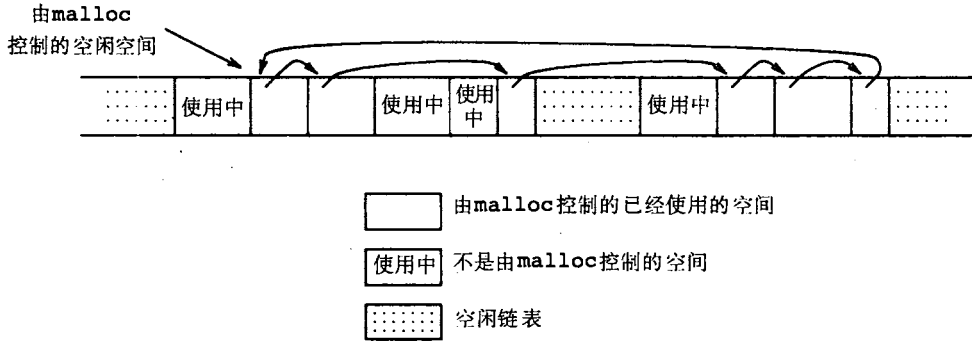 由malloc
控制的空闲空间
使用中
使用中
使用
中
使用中
由malloc控制的已经使用的空间
使用中
不是由malloc控制的空间
空闲链表